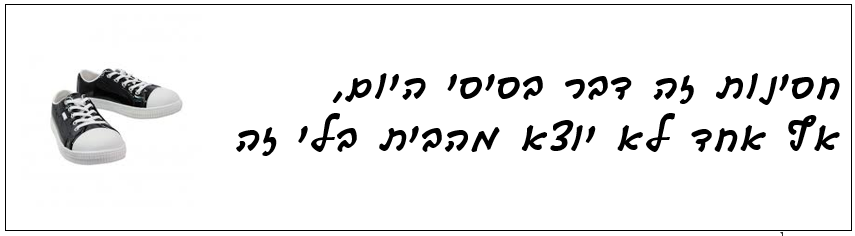 חסינות זה דבר בסיסי היום,
אף אחד לא יוצא מהבית בלי זה